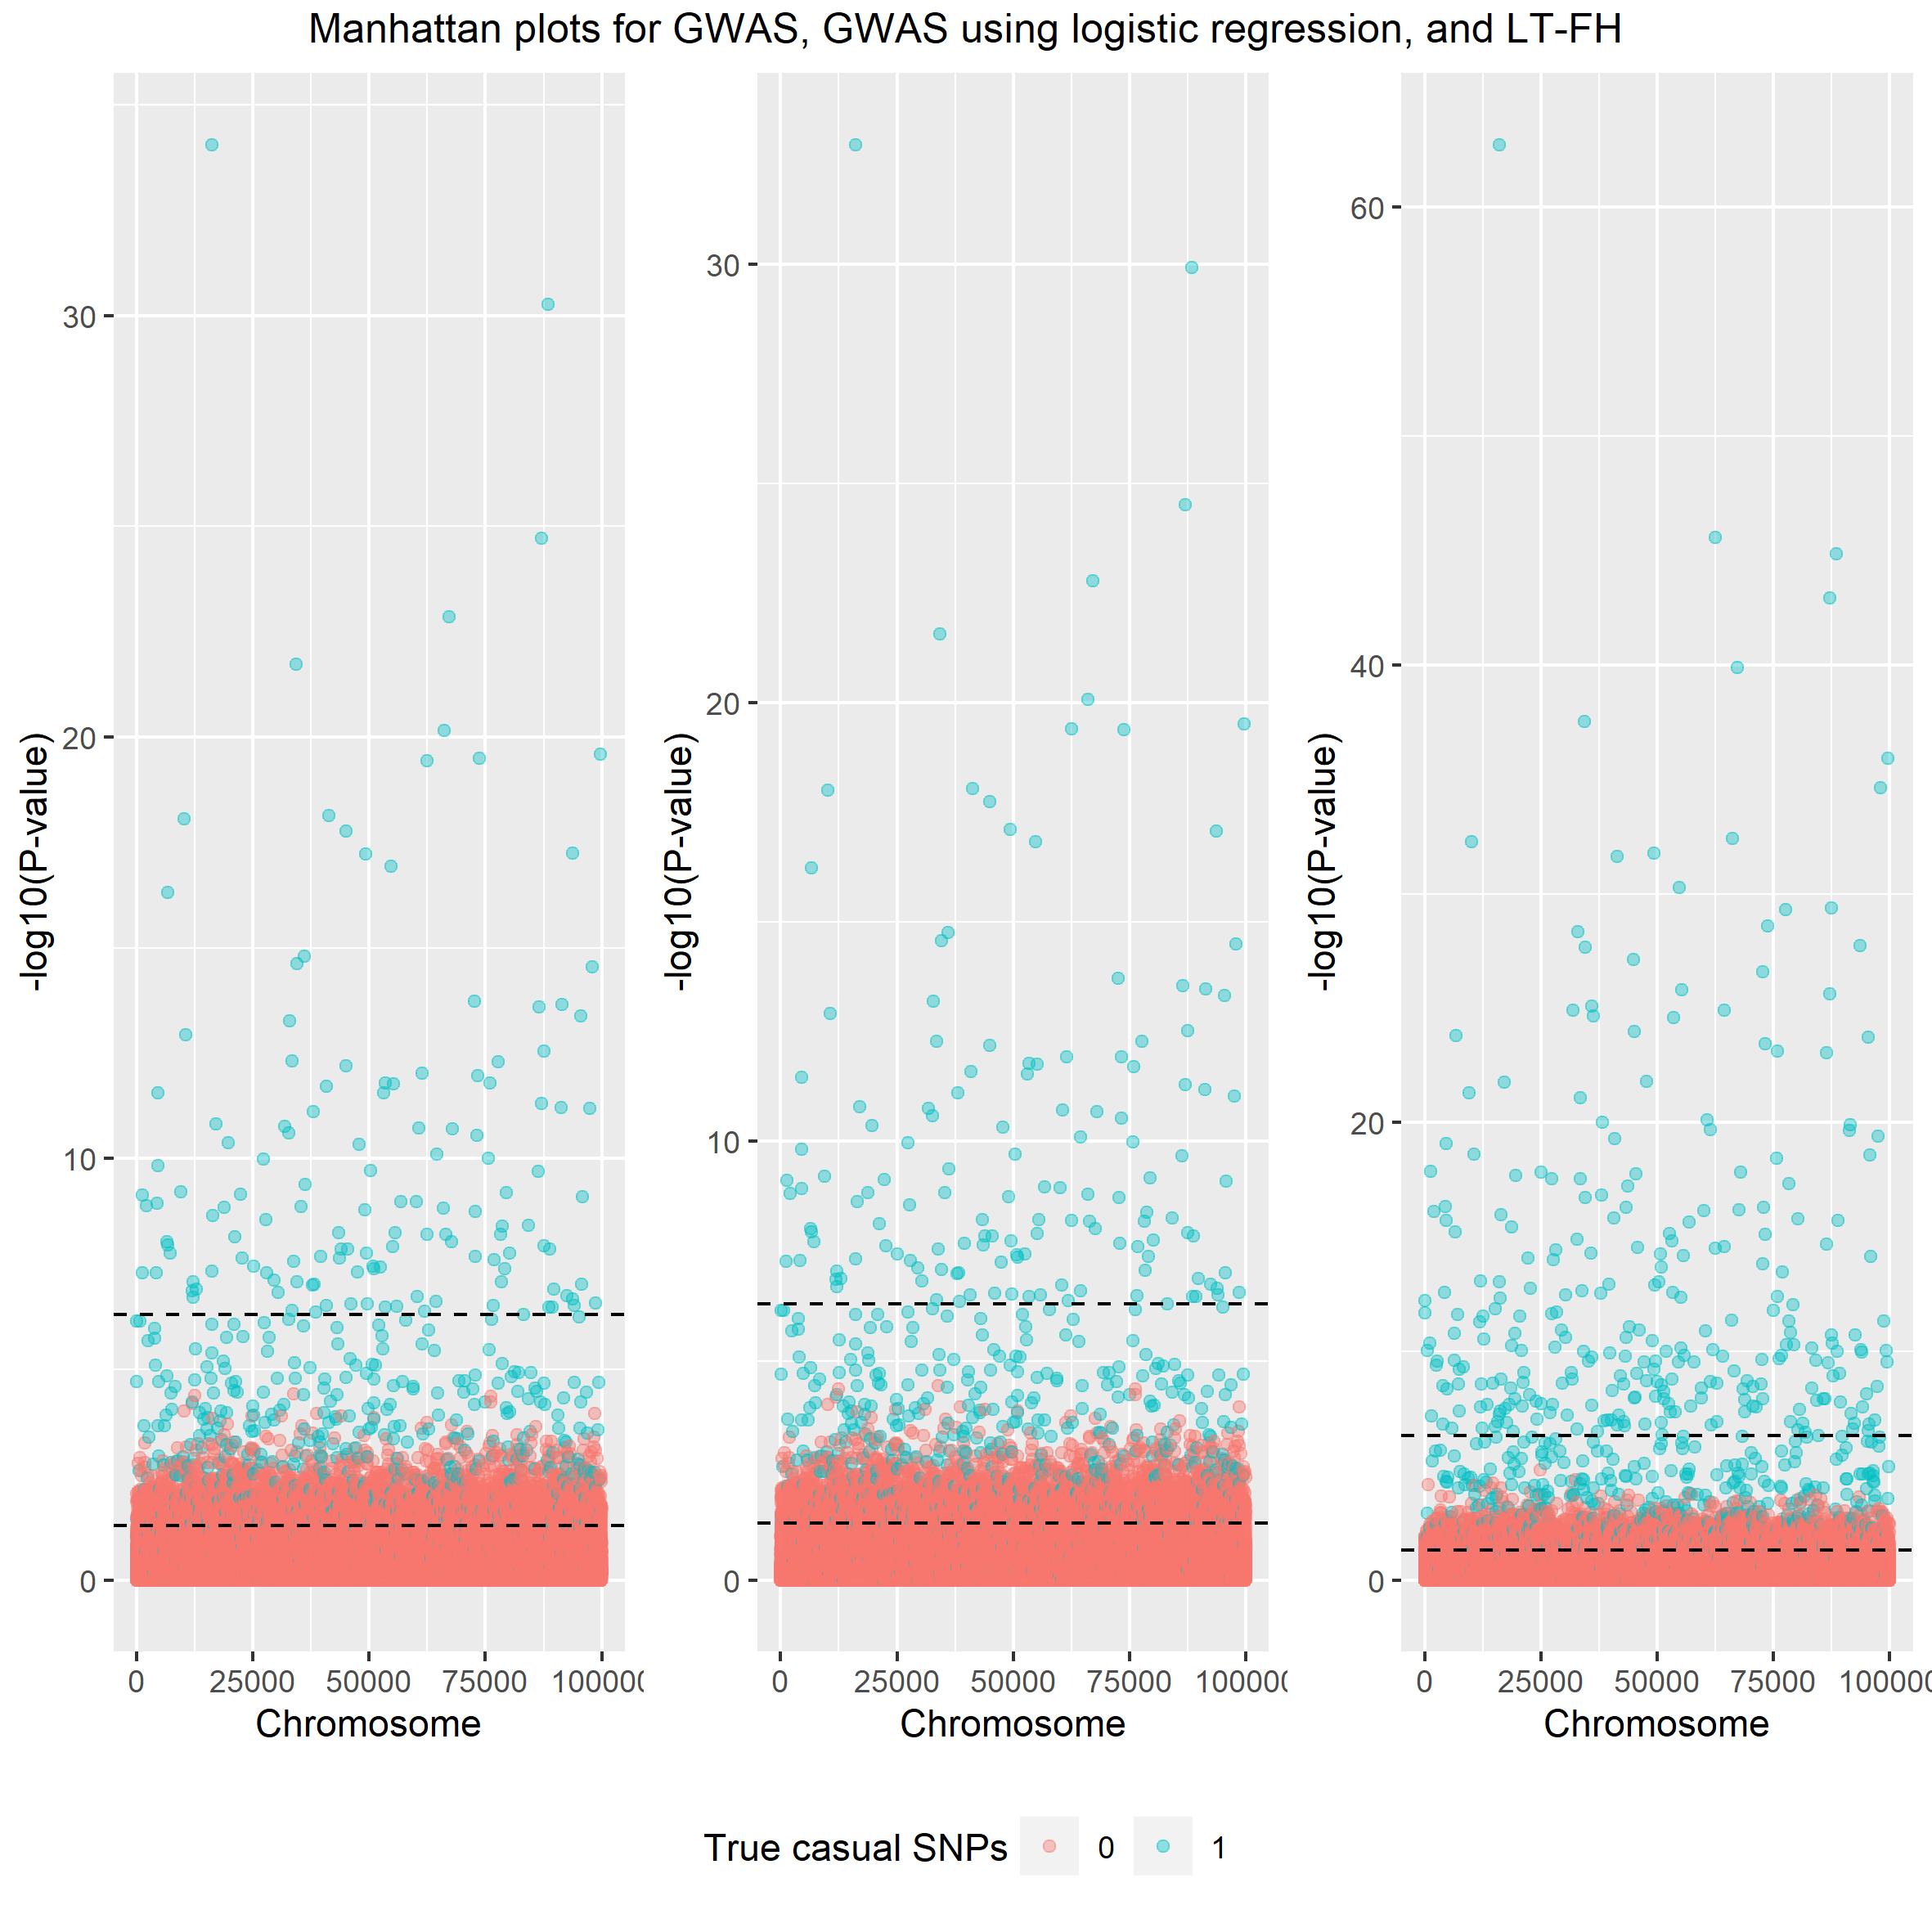 Manhattan plots for GWAS, GWAS using logistic regression, and LT-FH
-log10(P-value)
30
20
10
0
0 25000 50000 75000 100000
Chromosome
-log10(P-value)
30
20
10
0
0 25000 50000 75000 100000
Chromosome
-log10(P-value)
60
40
20
0
0 25000 50000 75000 100000
Chromosome
True casual SNPs 0 1